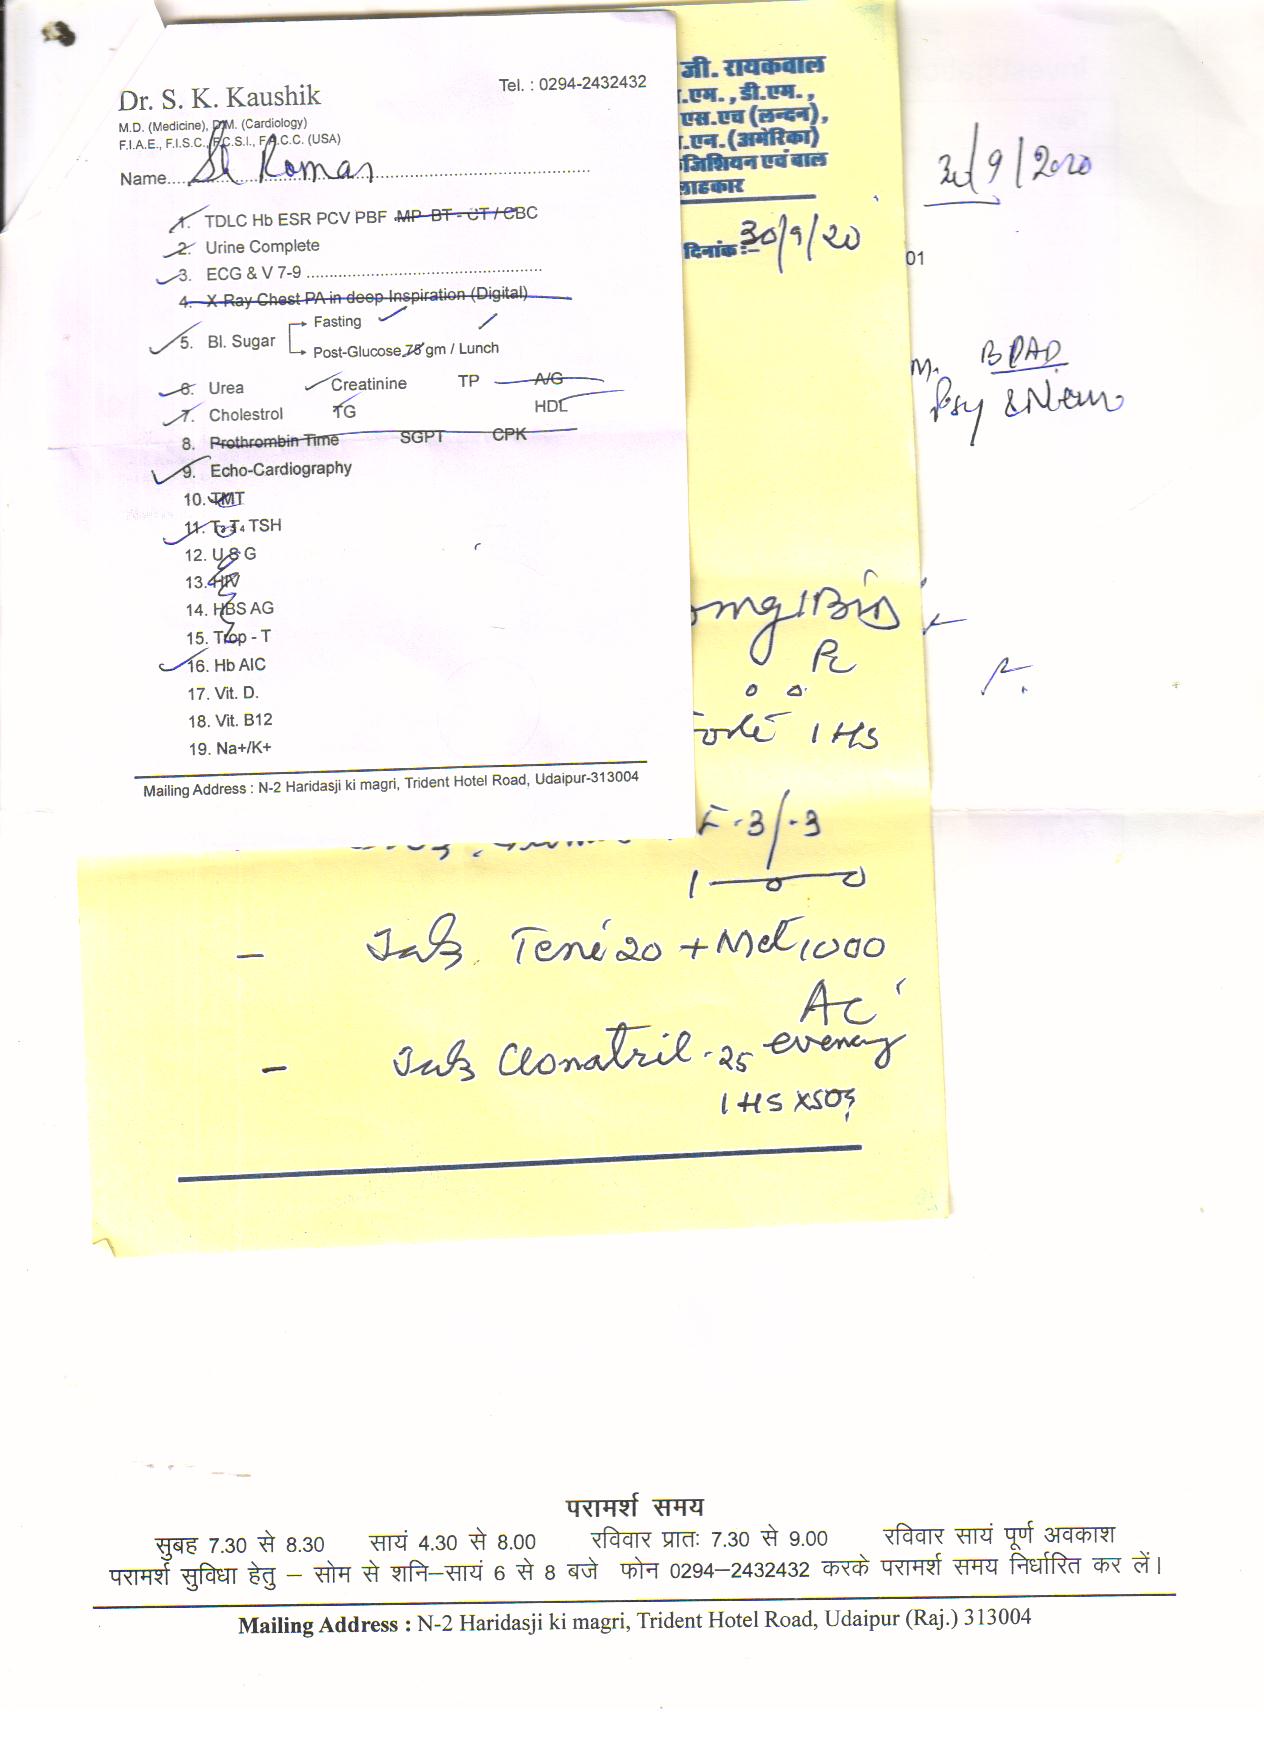 Dr. S. K. Kaushik
Tel. : 0294-2432432
M.D. (Medicine), D.M. (Cardiology)
F.I.A.E., F.I.S.C., F.C.S.I., F.A.C.C. (USA)
Name
1. TDLC Hb ESR PCV PBF MP BT - CT / CBC
2. Urine Complete
3. ECG & V 7-9
4. X-Ray Chest PA in deep Inspiration (Digital)
5. Bl. Sugar
Fasting
Post-Glucose 75 gm / Lunch
6. Urea Creatinine TP A/G
7. Cholestrol TG HDL
8. Prothrombin Time SGPT CPK
9. Echo-Cardiography
10. TMT
11. T₃ T₄ TSH
12. U S G
13. HIV
14. HBS AG
15. Trop - T
16. Hb AIC
17. Vit. D.
18. Vit. B12
19. Na+/K+
Mailing Address : N-2 Haridasji ki magri, Trident Hotel Road, Udaipur-313004
जी. रायकवाल
.एम., डी.एम.,
एस.एच (लन्दन),
.एन. (अमेरिका)
जिशियन एवं बाल
लाहकार
दिनांक :- 30/9/20
9/2020
01
BPAD
Psy &
mg 1 BD
1 HS
- Tab. Teni 20 + Met 1000
AC
evening
- Tab Clonatril .25
1 HS X SOS
परामर्श समय
सुबह 7.30 से 8.30 सायं 4.30 से 8.00 रविवार प्रातः 7.30 से 9.00 रविवार सायं पूर्ण अवकाश
परामर्श सुविधा हेतु – सोम से शनि–सायं 6 से 8 बजे फोन 0294–2432432 करके परामर्श समय निर्धारित कर लें।
Mailing Address : N-2 Haridasji ki magri, Trident Hotel Road, Udaipur (Raj.) 313004